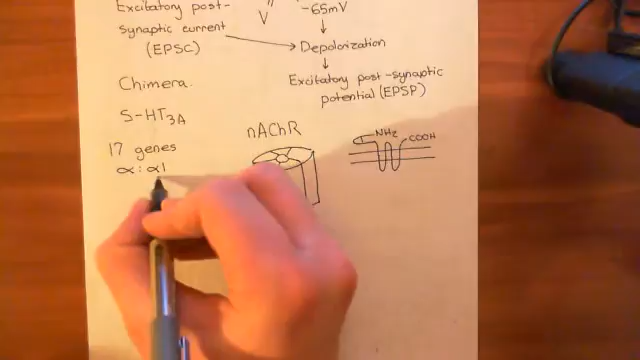 Excitatory post-
synaptic current
(EPSC)
V
-65mV
Depolarization
Excitatory post-synaptic
potential (EPSP)
Chimera.
5-HT3A
17 genes
α: α1
nAChR
NH2
COOH